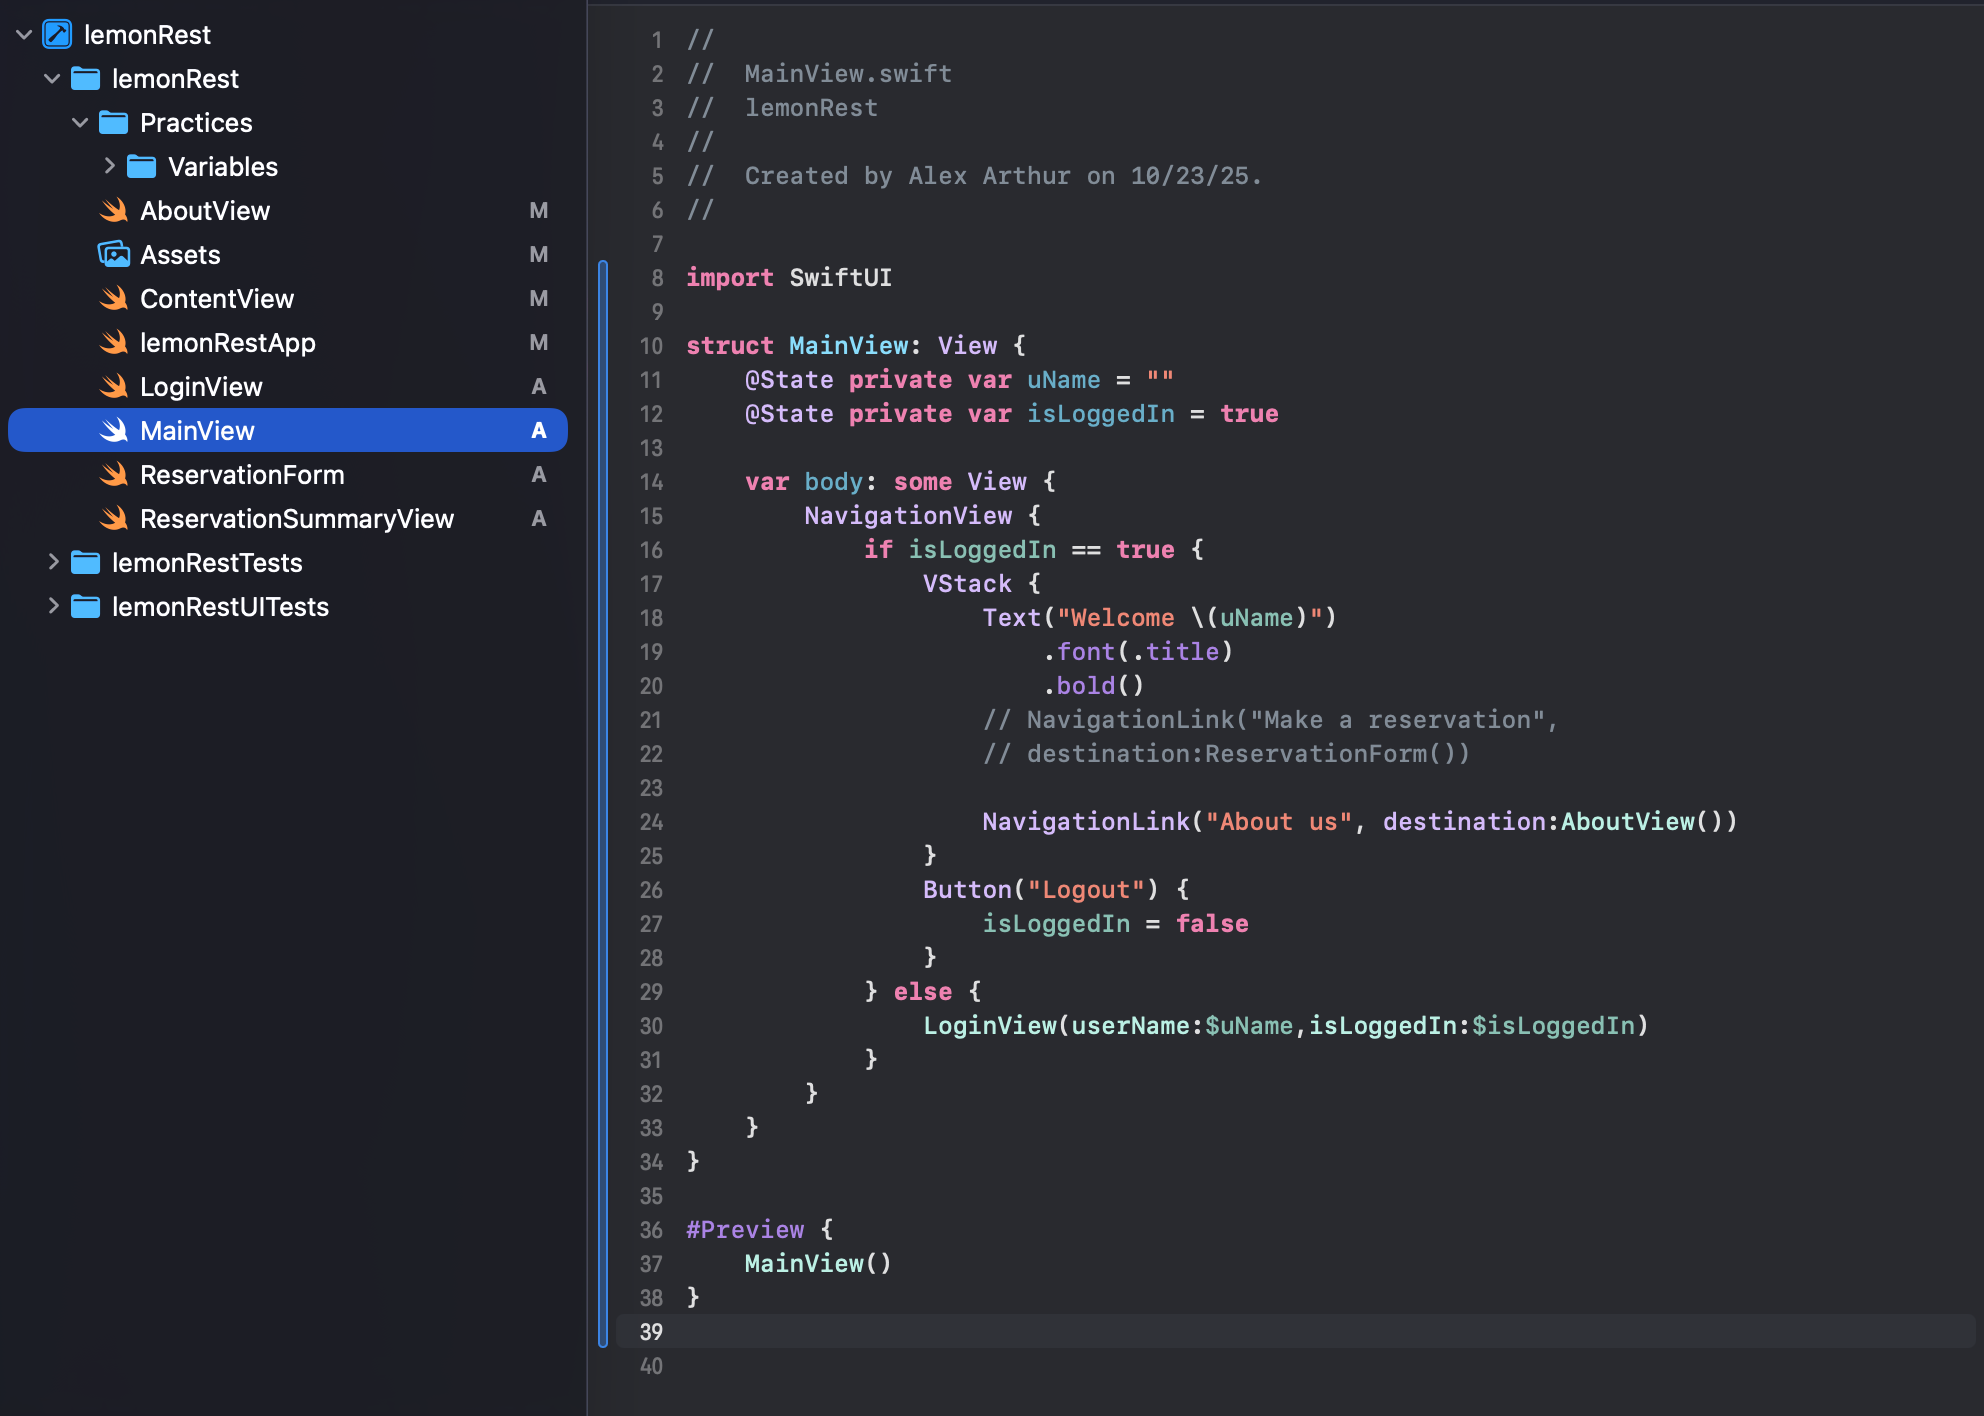 lemonRest
lemonRest
Practices
Variables
AboutView M
Assets M
ContentView M
lemonRestApp M
LoginView A
MainView A
ReservationForm A
ReservationSummaryView A
lemonRestTests
lemonRestUITests
1 //
2 //  MainView.swift
3 //  lemonRest
4 //
5 //  Created by Alex Arthur on 10/23/25.
6 //
7
8 import SwiftUI
9
10 struct MainView: View {
11     @State private var uName = ""
12     @State private var isLoggedIn = true
13
14     var body: some View {
15         NavigationView {
16             if isLoggedIn == true {
17                 VStack {
18                     Text("Welcome \(uName)")
19                         .font(.title)
20                         .bold()
21                     // NavigationLink("Make a reservation",
22                     // destination:ReservationForm())
23
24                     NavigationLink("About us", destination:AboutView())
25                 }
26                 Button("Logout") {
27                     isLoggedIn = false
28                 }
29             } else {
30                 LoginView(userName:$uName,isLoggedIn:$isLoggedIn)
31             }
32         }
33     }
34 }
35
36 #Preview {
37     MainView()
38 }
39
40